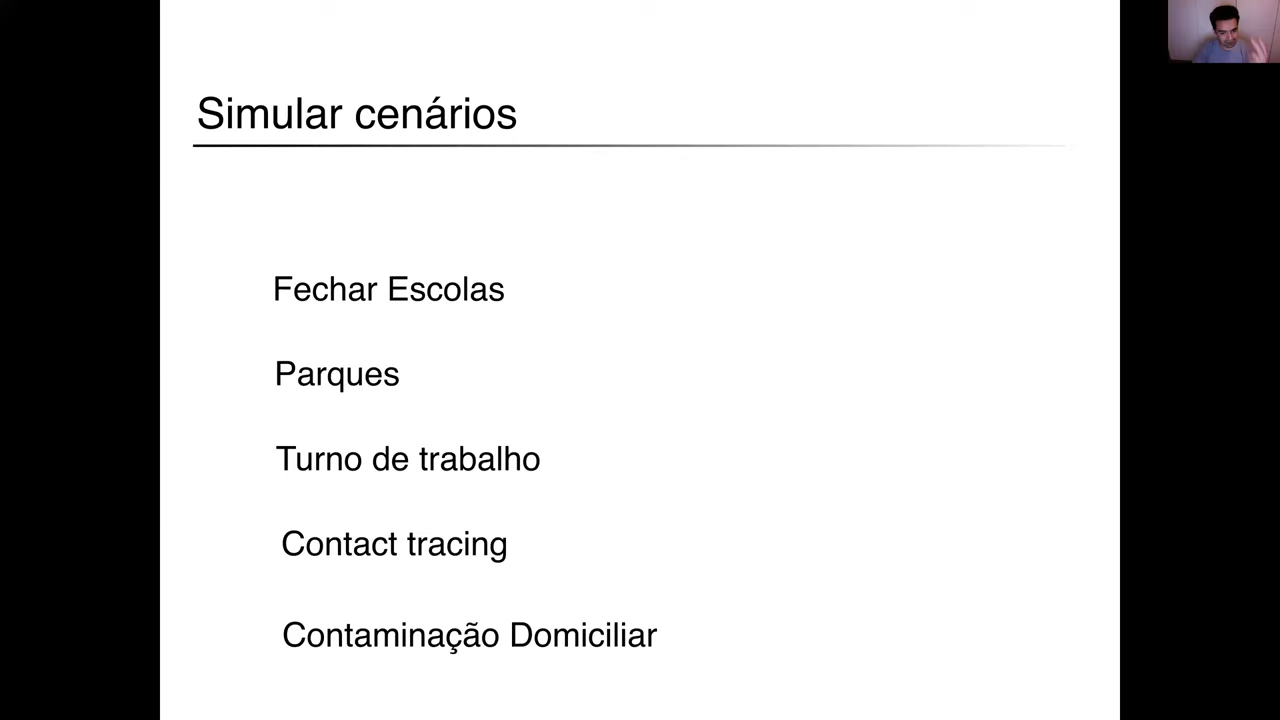 Simular cenários
Fechar Escolas
Parques
Turno de trabalho
Contact tracing
Contaminação Domiciliar